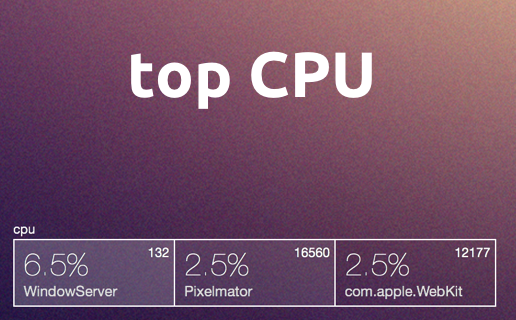 top CPU
cpu
6.5% 132
WindowServer
2.5% 16560
Pixelmator
2.5% 12177
com.apple.WebKit